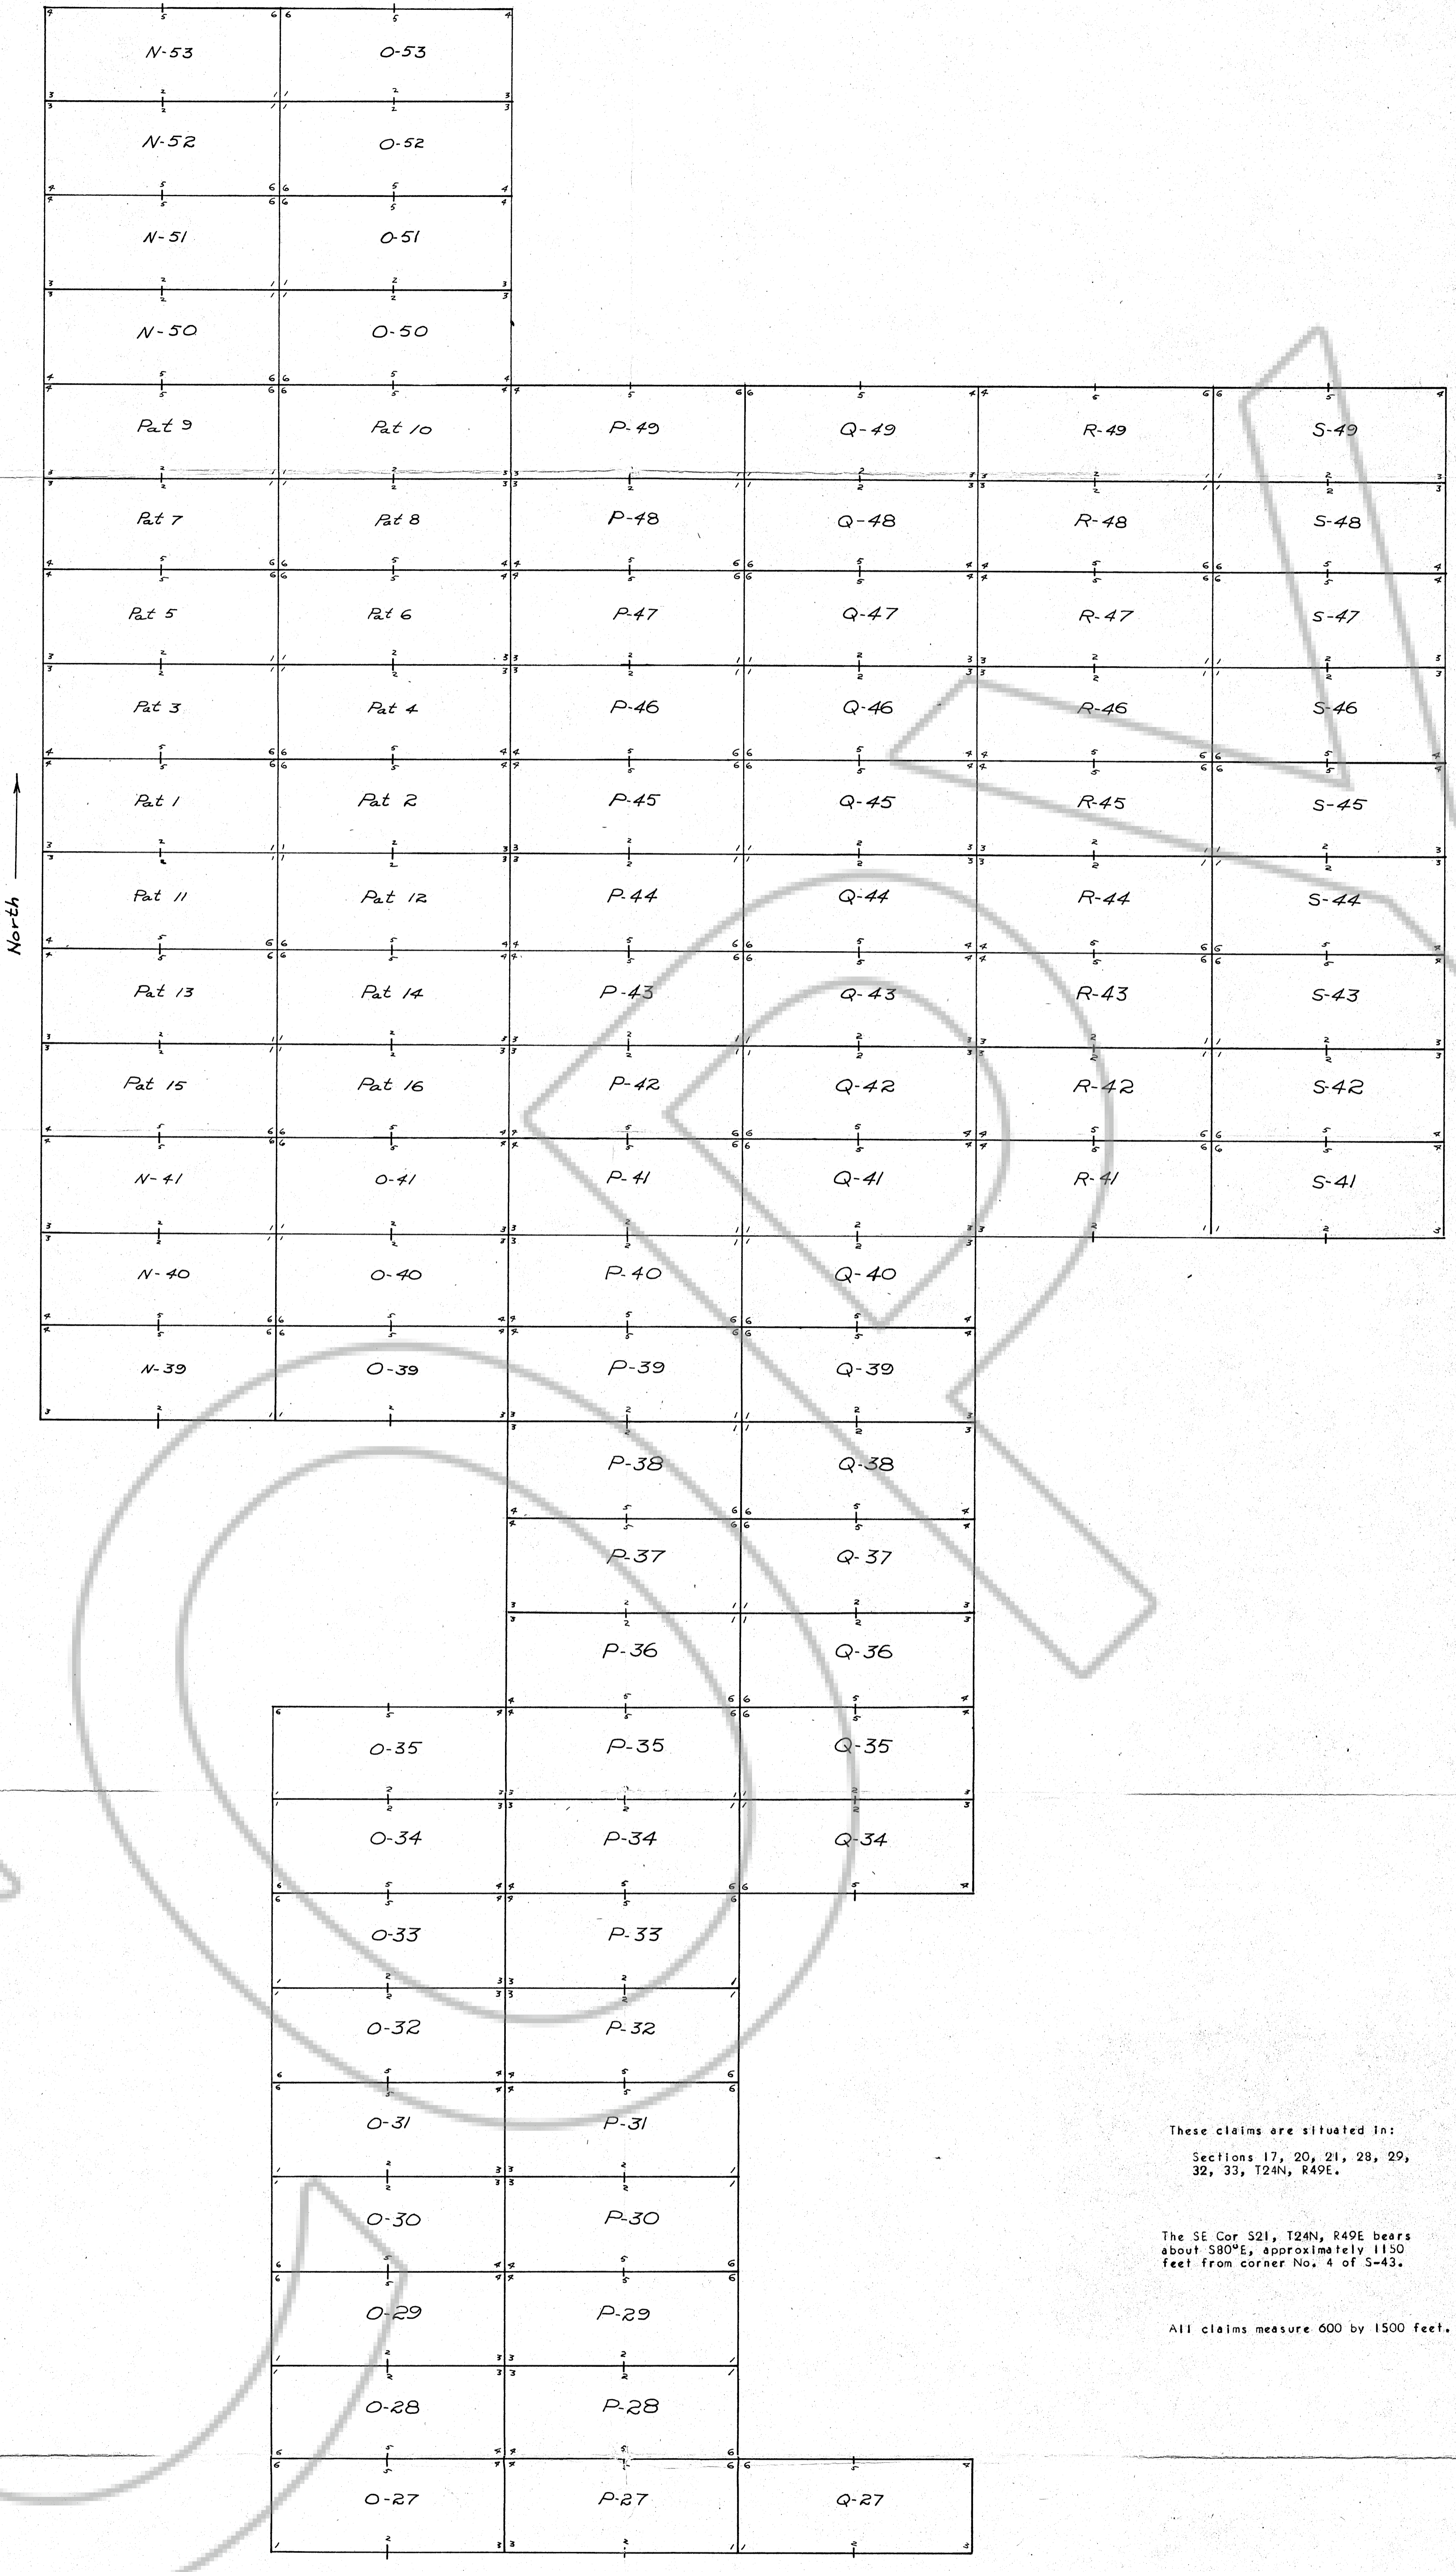 N-53 O-53
N-52 O-52
N-51 O-51
N-50 O-50
Pat 9 Pat 10 P-49 Q-49 R-49 S-49
Pat 7 Pat 8 P-48 Q-48 R-48 S-48
Pat 5 Pat 6 P-47 Q-47 R-47 S-47
Pat 3 Pat 4 P-46 Q-46 R-46 S-46
Pat 1 Pat 2 P-45 Q-45 R-45 S-45
Pat 11 Pat 12 P-44 Q-44 R-44 S-44
North
Pat 13 Pat 14 P-43 Q-43 R-43 S-43
Pat 15 Pat 16 P-42 Q-42 R-42 S-42
N-41 O-41 P-41 Q-41 R-41 S-41
N-40 O-40 P-40 Q-40
N-39 O-39 P-39 Q-39
P-38 Q-38
P-37 Q-37
P-36 Q-36
O-35 P-35 Q-35
O-34 P-34 Q-34
O-33 P-33
O-32 P-32
O-31 P-31
O-30 P-30
O-29 P-29
O-28 P-28
O-27 P-27 Q-27
These claims are situated in:
Sections 17, 20, 21, 28, 29,
32, 33, T24N, R49E.
The SE Cor S21, T24N, R49E bears
about S80°E, approximately 1150
feet from corner No. 4 of S-43.
All claims measure 600 by 1500 feet.